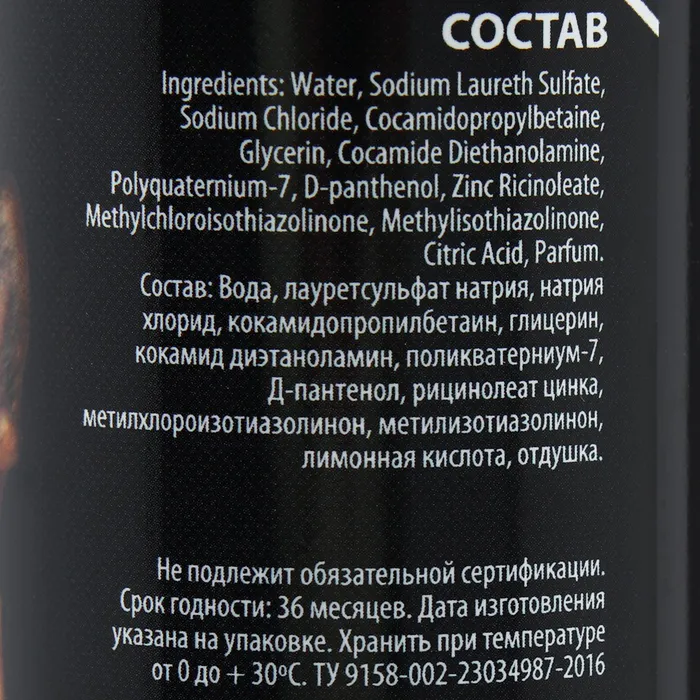 СОСТАВ
Ingredients: Water, Sodium Laureth Sulfate,
Sodium Chloride, Cocamidopropylbetaine,
Glycerin, Cocamide Diethanolamine,
Polyquaternium-7, D-panthenol, Zinc Ricinoleate,
Methylchloroisothiazolinone, Methylisothiazolinone,
Citric Acid, Parfum.
Состав: Вода, лауретсульфат натрия, натрия
хлорид, кокамидопропилбетаин, глицерин,
кокамид диэтаноламин, поликватерниум-7,
Д-пантенол, рицинолеат цинка,
метилхлороизотиазолинон, метилизотиазолинон,
лимонная кислота, отдушка.
Не подлежит обязательной сертификации.
Срок годности: 36 месяцев. Дата изготовления
указана на упаковке. Хранить при температуре
от 0 до + 30ºС. ТУ 9158-002-23034987-2016